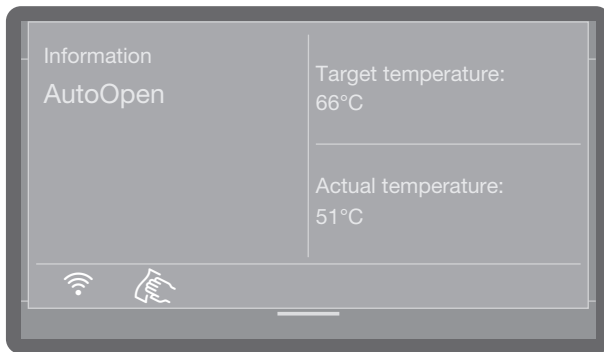 Information
AutoOpen
Target temperature:
66°C
Actual temperature:
51°C